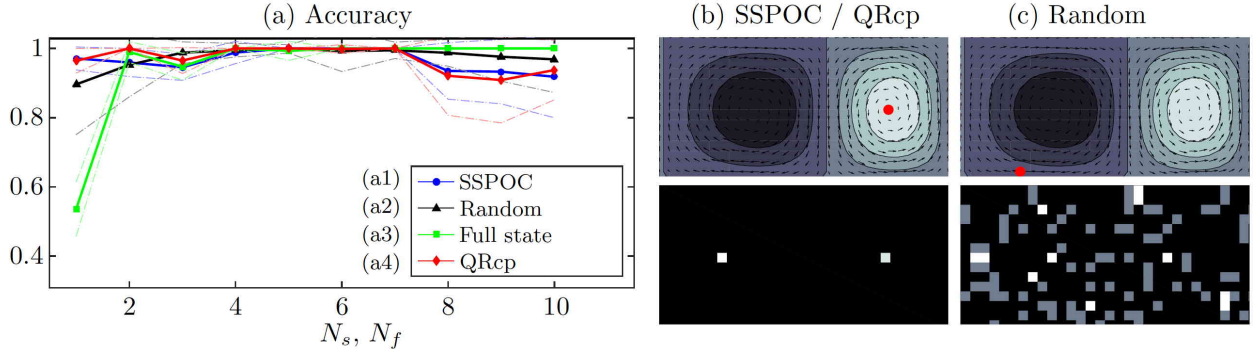 (a) Accuracy
(b) SSPOC / QRcp
(c) Random
1
0.8
0.6
0.4
(a1) SSPOC
(a2) Random
(a3) Full state
(a4) QRcp
2 4 6 8 10
N_s, N_f